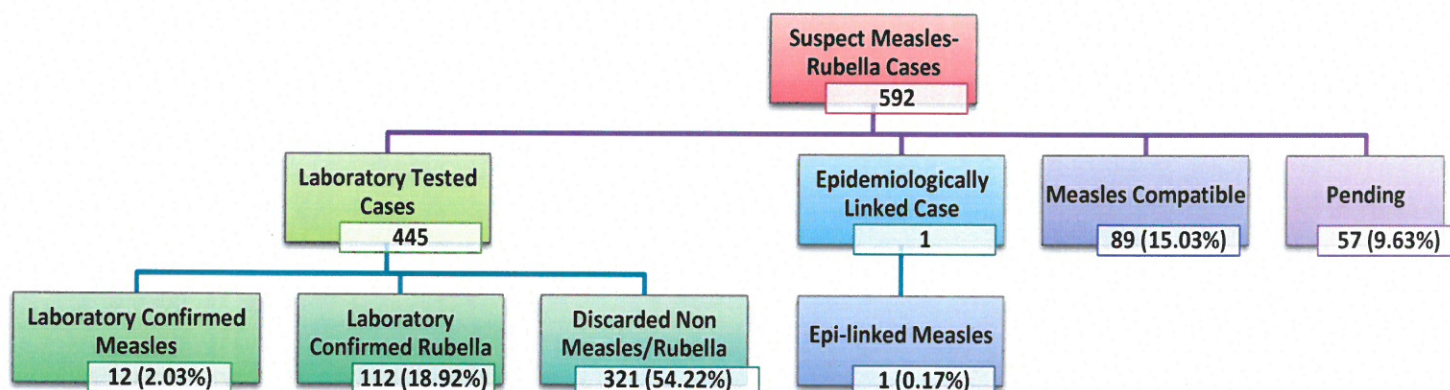 Suspect Measles-
Rubella Cases
592
Laboratory Tested
Cases
445
Epidemiologically
Linked Case
1
Measles Compatible
89 (15.03%)
Pending
57 (9.63%)
Laboratory Confirmed
Measles
12 (2.03%)
Laboratory
Confirmed Rubella
112 (18.92%)
Discarded Non
Measles/Rubella
321 (54.22%)
Epi-linked Measles
1 (0.17%)